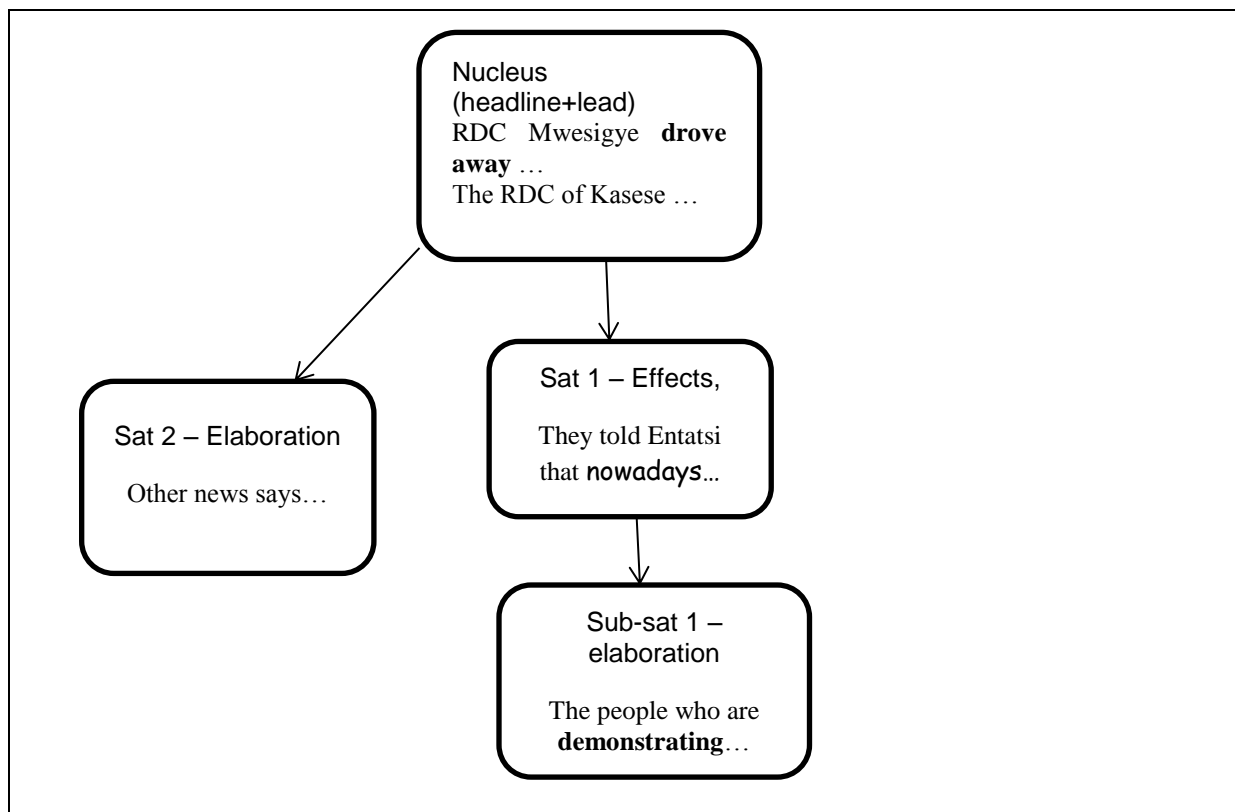 Nucleus
(headline+lead)
RDC Mwesigye drove
away …
The RDC of Kasese …
Sat 1 – Effects,
They told Entatsi
that nowadays…
Sat 2 – Elaboration
Other news says…
Sub-sat 1 –
elaboration
The people who are
demonstrating…